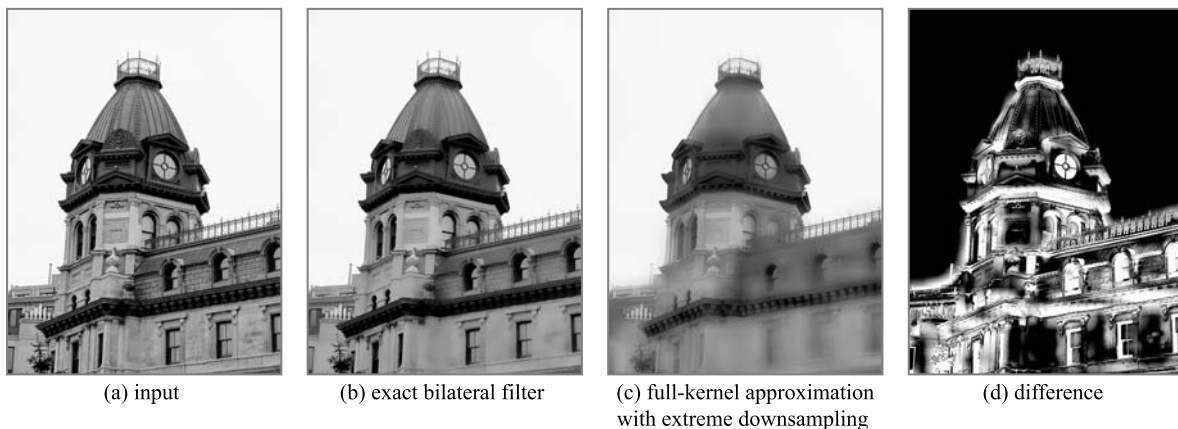 (a) input
(b) exact bilateral filter
(c) full-kernel approximation
with extreme downsampling
(d) difference